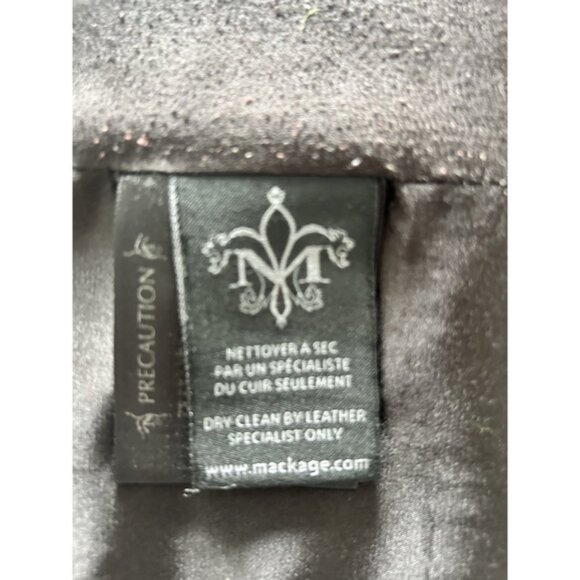 PRECAUTION
M
NETTOYER A SEC
PAR UN SPÉCIALISTE
DU CUIR SEULEMENT
DRY CLEAN BY LEATHER
SPECIALIST ONLY
www.mackage.com